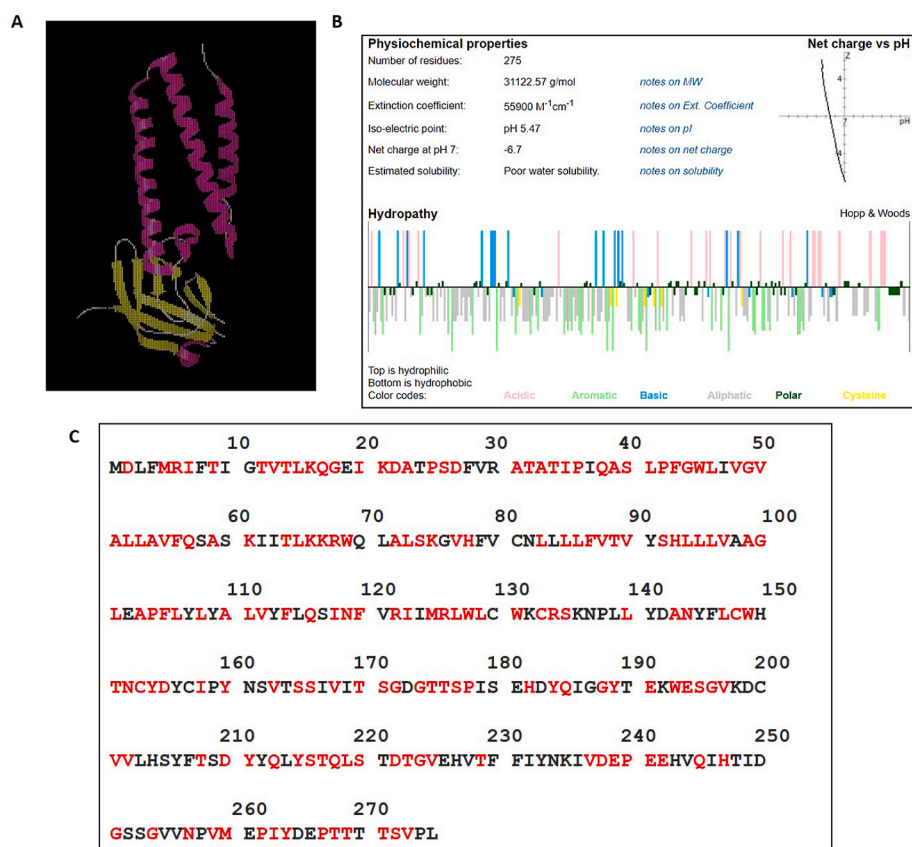 A
B
Physiochemical properties
Net charge vs pH
Number of residues: 275
Molecular weight: 31122.57 g/mol notes on MW
Extinction coefficient: 55900 M⁻¹cm⁻¹ notes on Ext. Coefficient
Iso-electric point: pH 5.47 notes on pI
Net charge at pH 7: -6.7 notes on net charge
Estimated solubility: Poor water solubility. notes on solubility
Z
4
7
pH
4
Hydropathy
Hopp & Woods
Top is hydrophilic
Bottom is hydrophobic
Color codes: Acidic Aromatic Basic Aliphatic Polar Cysteine
C
10 20 30 40 50
MDLFMRIFTI GTVTLKQGEI KDATPSDFVR ATATIPIQAS LPFGWLIVGV
60 70 80 90 100
ALLAVFQSAS KIITLKKRWQ LALSKGVHFV CNLLLLFVTV YSHLLLVAAG
110 120 130 140 150
LEAPFLYLYA LVYFLQSINF VRIIMRLWLC WKCRSKNPLL YDANYFLCWH
160 170 180 190 200
TNCYDYCIPY NSVTSSIVIT SGDGTTSPIS EHDYQIGGYT EKWESGVKDC
210 220 230 240 250
VVLHSYFTSD YYQLYSTQLS TDTGVEHVTF FIYNKIVDEP EEHVQIHTID
260 270
GSSGVVNPVM EPIYDEPTTT TSVPL